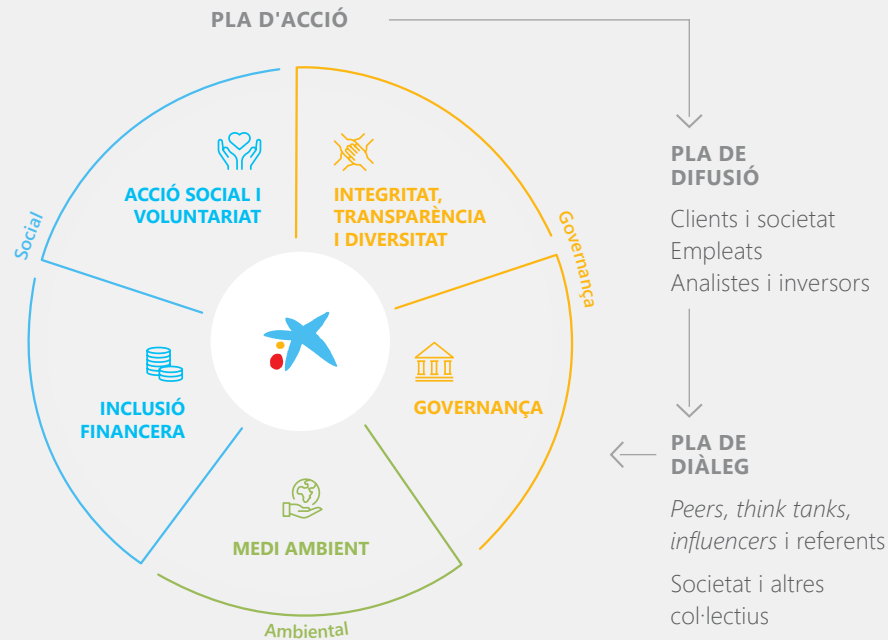 PLA D'ACCIÓ
Social
ACCIÓ SOCIAL I
VOLUNTARIAT
INTEGRITAT,
TRANSPARÈNCIA
I DIVERSITAT
Governança
GOVERNANÇA
INCLUSIÓ
FINANCERA
MEDI AMBIENT
Ambiental
PLA DE
DIFUSIÓ
Clients i societat
Empleats
Analistes i inversors
PLA DE
DIÀLEG
Peers, think tanks,
influencers i referents
Societat i altres
col·lectius